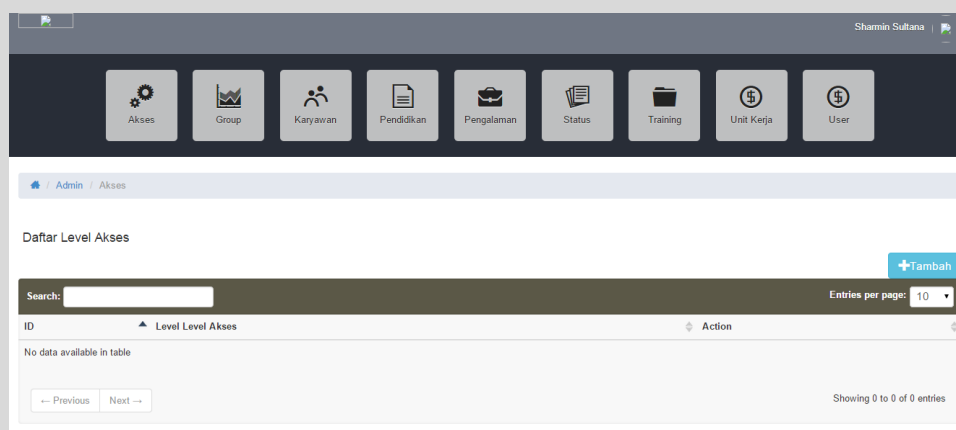 Sharmin Sultana |
Akses Group Karyawan Pendidikan Pengalaman Status Training Unit Kerja User
/ Admin / Akses
Daftar Level Akses
Tambah
Search: Entries per page: 10
ID Level Level Akses Action
No data available in table
← Previous Next → Showing 0 to 0 of 0 entries